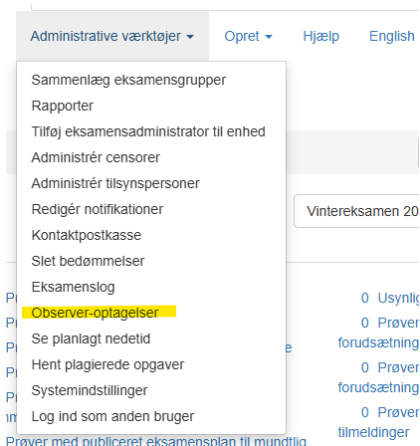 Administrative værktøjer Opret Hjælp English
Sammenlæg eksamensgrupper
Rapporter
Tilføj eksamensadministrator til enhed
Administrér censorer
Administrér tilsynspersoner
Redigér notifikationer
Vintereksamen 20
Kontaktpostkasse
Slet bedømmelser
Eksamenslog
0 Usynlig
Observer-optagelser
0 Prøver
Se planlagt nedetid
forudsætning
Hent plagierede opgaver
0 Prøver
Systemindstillinger
forudsætning
Log ind som anden bruger
0 Prøver
tilmeldinger
Prøver med publiceret eksamensplan til mundtlig